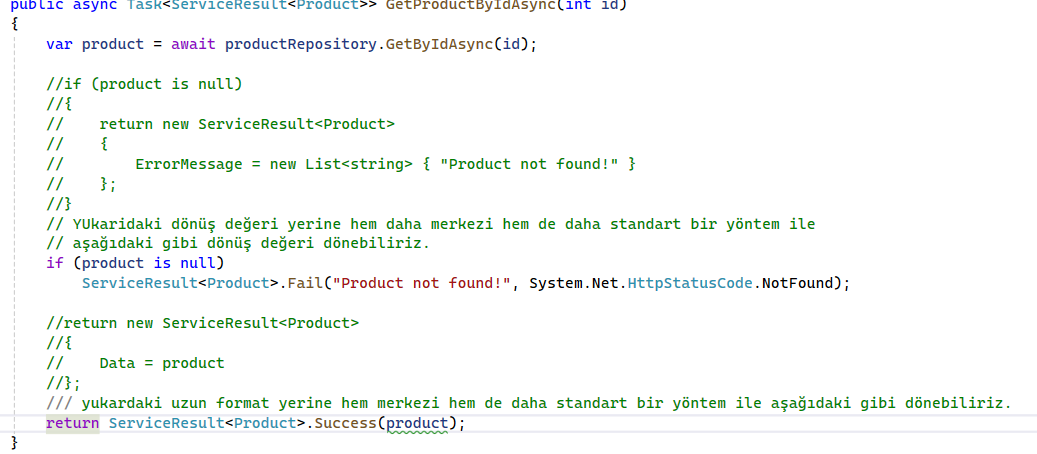 public async Task<ServiceResult<Product>> GetProductByIdAsync(int id)
{
    var product = await productRepository.GetByIdAsync(id);

    //if (product is null)
    //{
    //    return new ServiceResult<Product>
    //    {
    //        ErrorMessage = new List<string> { "Product not found!" }
    //    };
    //}
    // YUkarıdaki dönüş değeri yerine hem daha merkezi hem de daha standart bir yöntem ile
    // aşağıdaki gibi dönüş değeri dönebiliriz.
    if (product is null)
        ServiceResult<Product>.Fail("Product not found!", System.Net.HttpStatusCode.NotFound);

    //return new ServiceResult<Product>
    //{
    //    Data = product
    //};
    /// yukardaki uzun format yerine hem merkezi hem de daha standart bir yöntem ile aşağıdaki gibi dönebiliriz.
    return ServiceResult<Product>.Success(product);
}